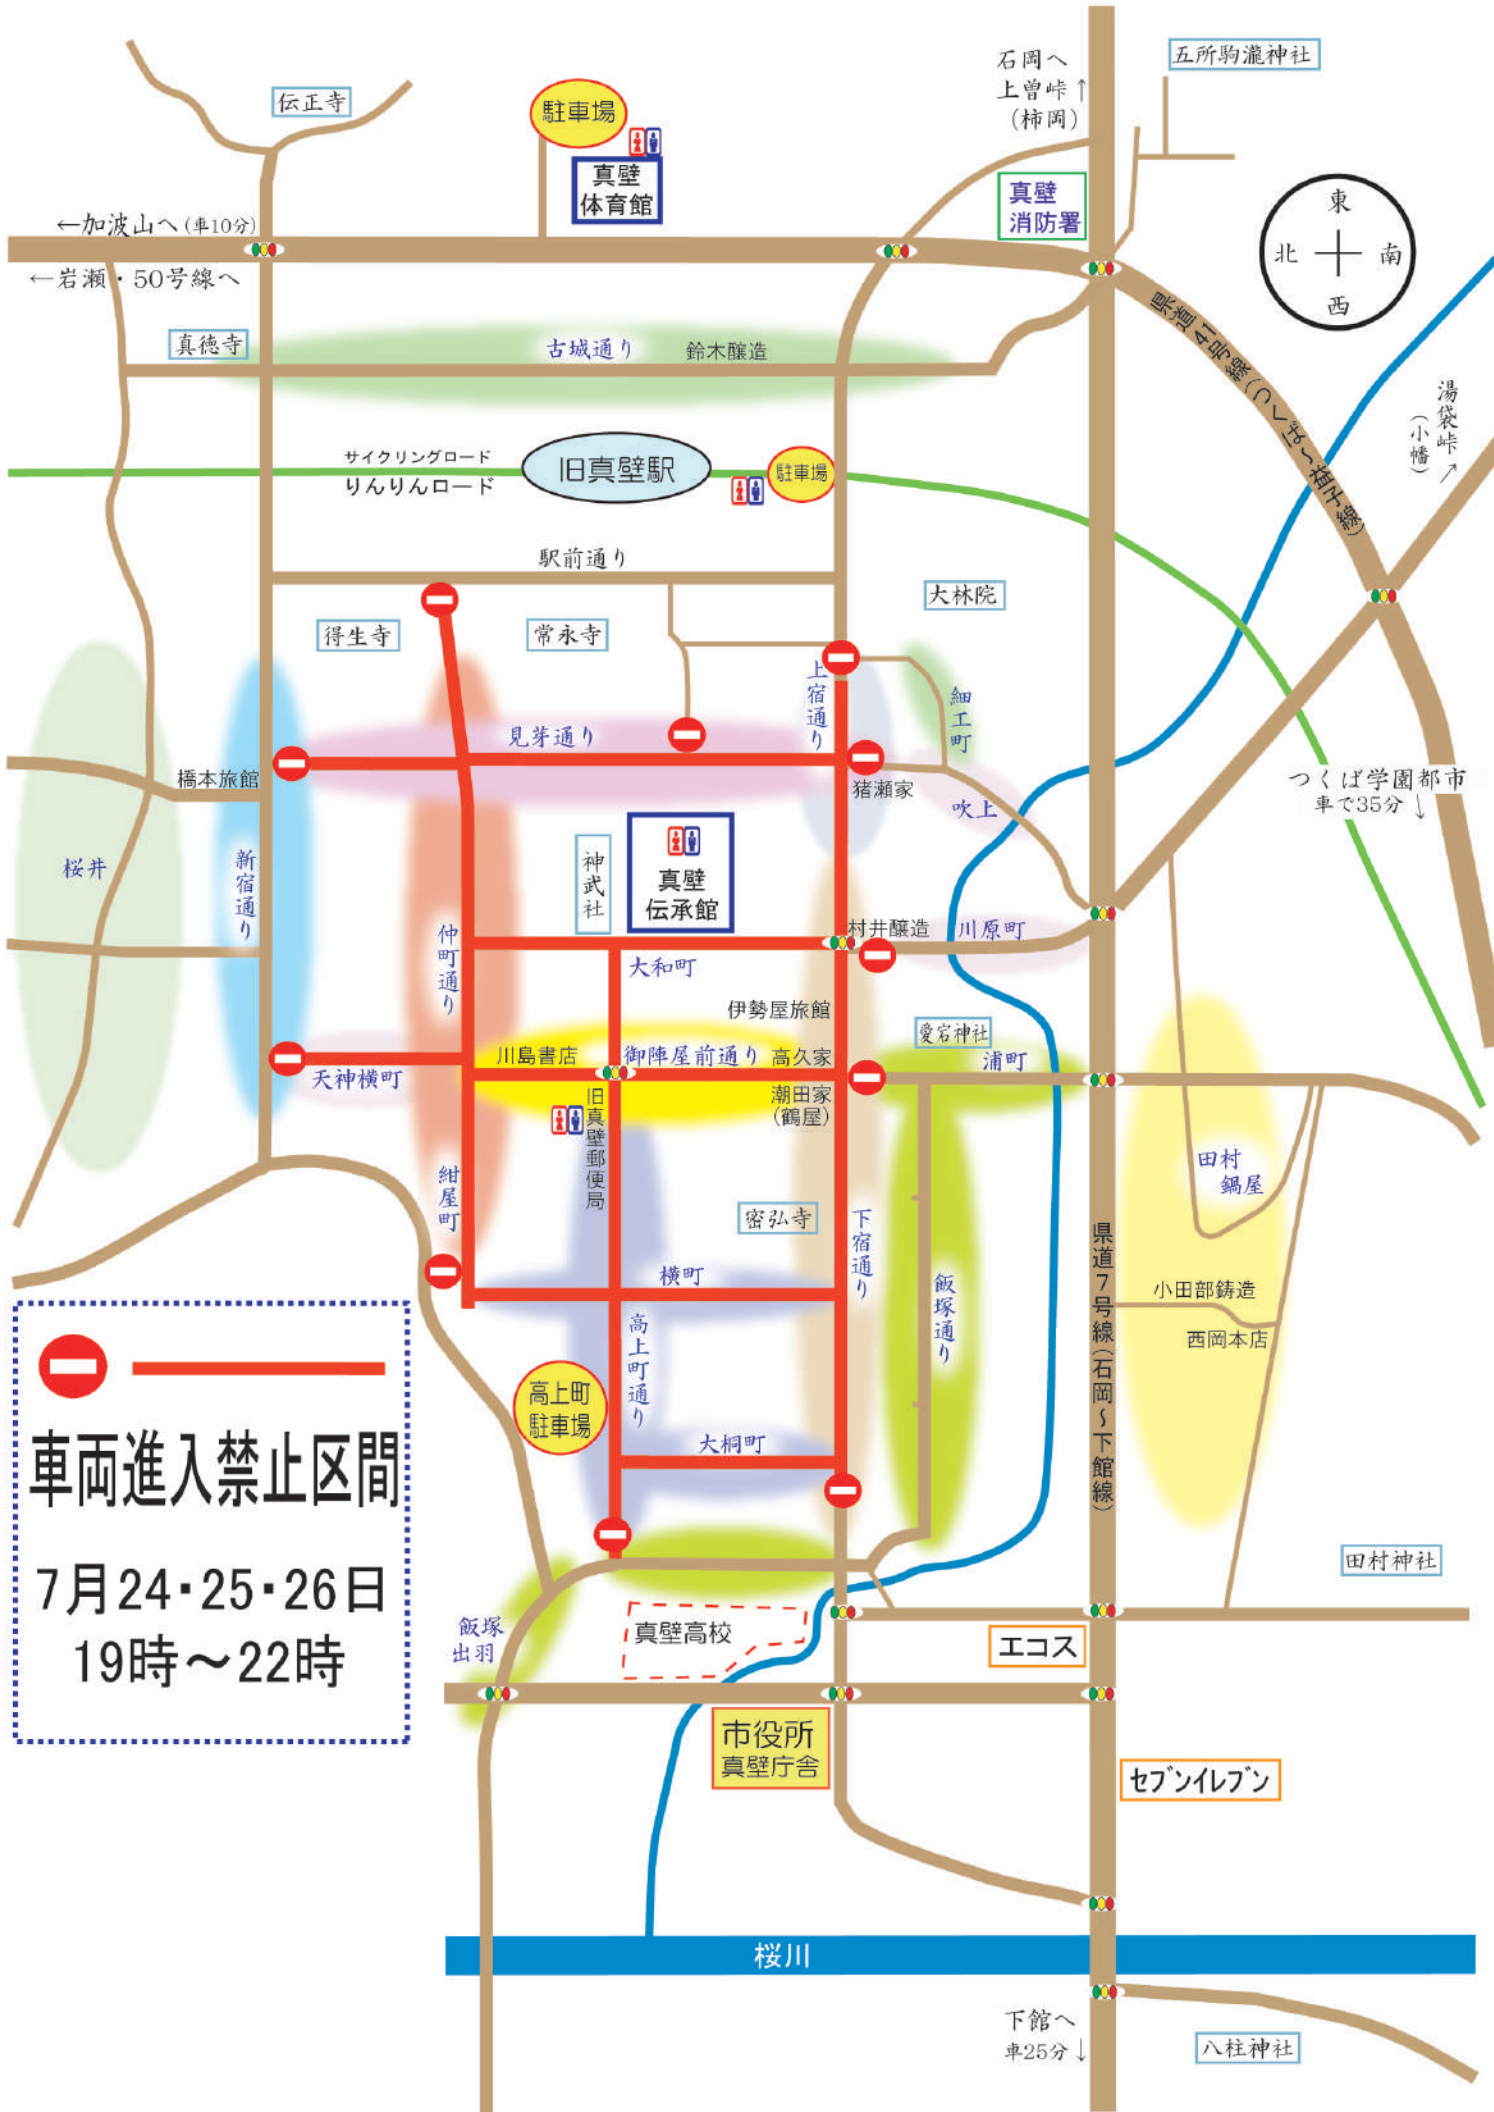 石岡へ
上曽峠↑
(柿岡)
五所駒瀧神社
伝正寺
駐車場
真壁
体育館
真壁
消防署
東
北
南
西
←加波山へ(車10分)
←岩瀬・50号線へ
県道41号線(つくば～益子線)
真徳寺
古城通り
鈴木醸造
湯袋峠↗
(小幡)
サイクリングロード
りんりんロード
旧真壁駅
駐車場
駅前通り
大林院
得生寺
常永寺
上宿通り
細工町
見芽通り
橋本旅館
猪瀬家
吹上
つくば学園都市
車で35分↓
桜井
新宿通り
神武社
真壁
伝承館
仲町通り
村井醸造
川原町
大和町
伊勢屋旅館
愛宕神社
川島書店
御陣屋前通り
高久家
浦町
天神横町
潮田家
(鶴屋)
旧真壁郵便局
紺屋町
田村
鍋屋
密弘寺
下宿通り
県道7号線(石岡～下館線)
横町
飯塚通り
小田部鋳造
西岡本店
高上町通り
高上町
駐車場
大桐町
車両進入禁止区間
7月24・25・26日
19時～22時
田村神社
飯塚
出羽
真壁高校
エコス
市役所
真壁庁舎
セブンイレブン
桜川
下館へ
車25分↓
八柱神社